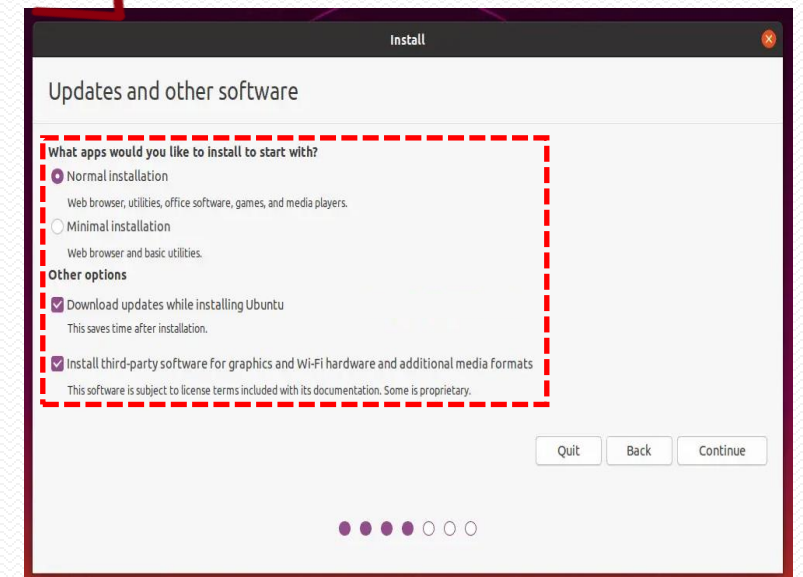 Install
Updates and other software
What apps would you like to install to start with?
Normal installation
Web browser, utilities, office software, games, and media players.
Minimal installation
Web browser and basic utilities.
Other options
Download updates while installing Ubuntu
This saves time after installation.
Install third-party software for graphics and Wi-Fi hardware and additional media formats
This software is subject to license terms included with its documentation. Some is proprietary.
Quit Back Continue